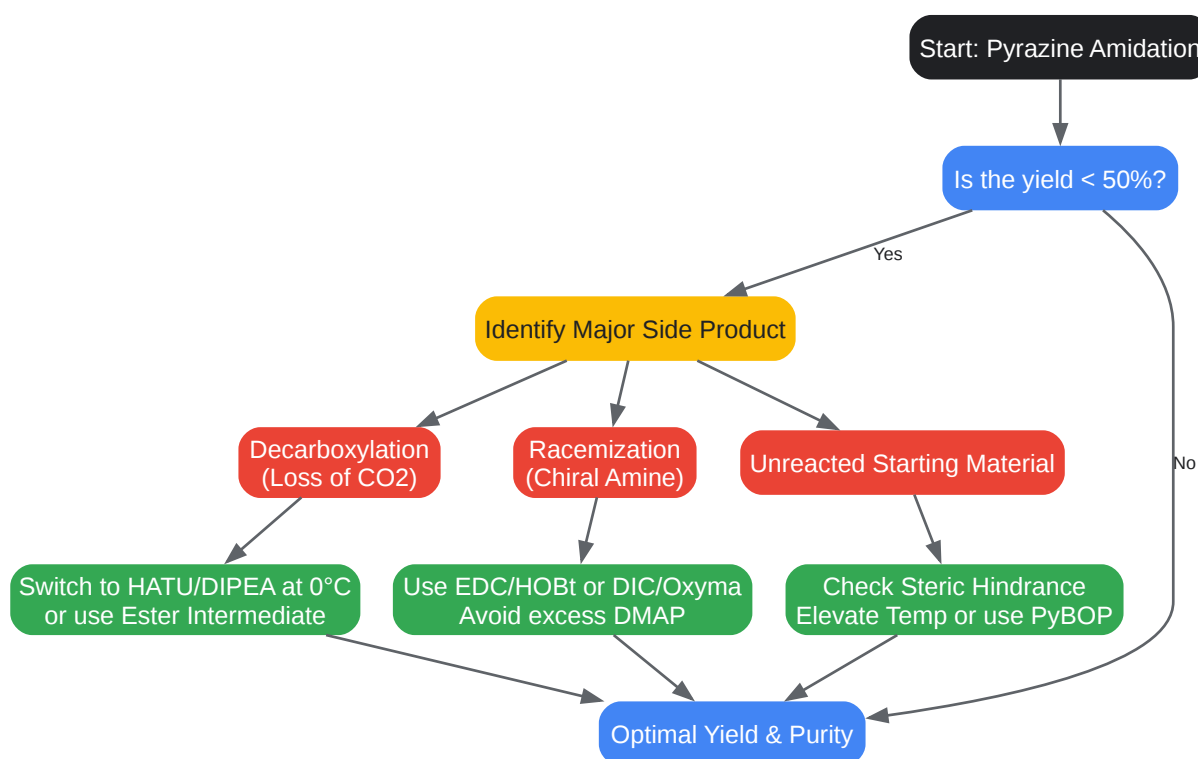 Start: Pyrazine Amidation
Is the yield < 50%?
Yes
Identify Major Side Product
Decarboxylation
(Loss of CO2)
Racemization
(Chiral Amine)
Unreacted Starting Material
No
Switch to HATU/DIPEA at 0°C
or use Ester Intermediate
Use EDC/HOBt or DIC/Oxyma
Avoid excess DMAP
Check Steric Hindrance
Elevate Temp or use PyBOP
Optimal Yield & Purity